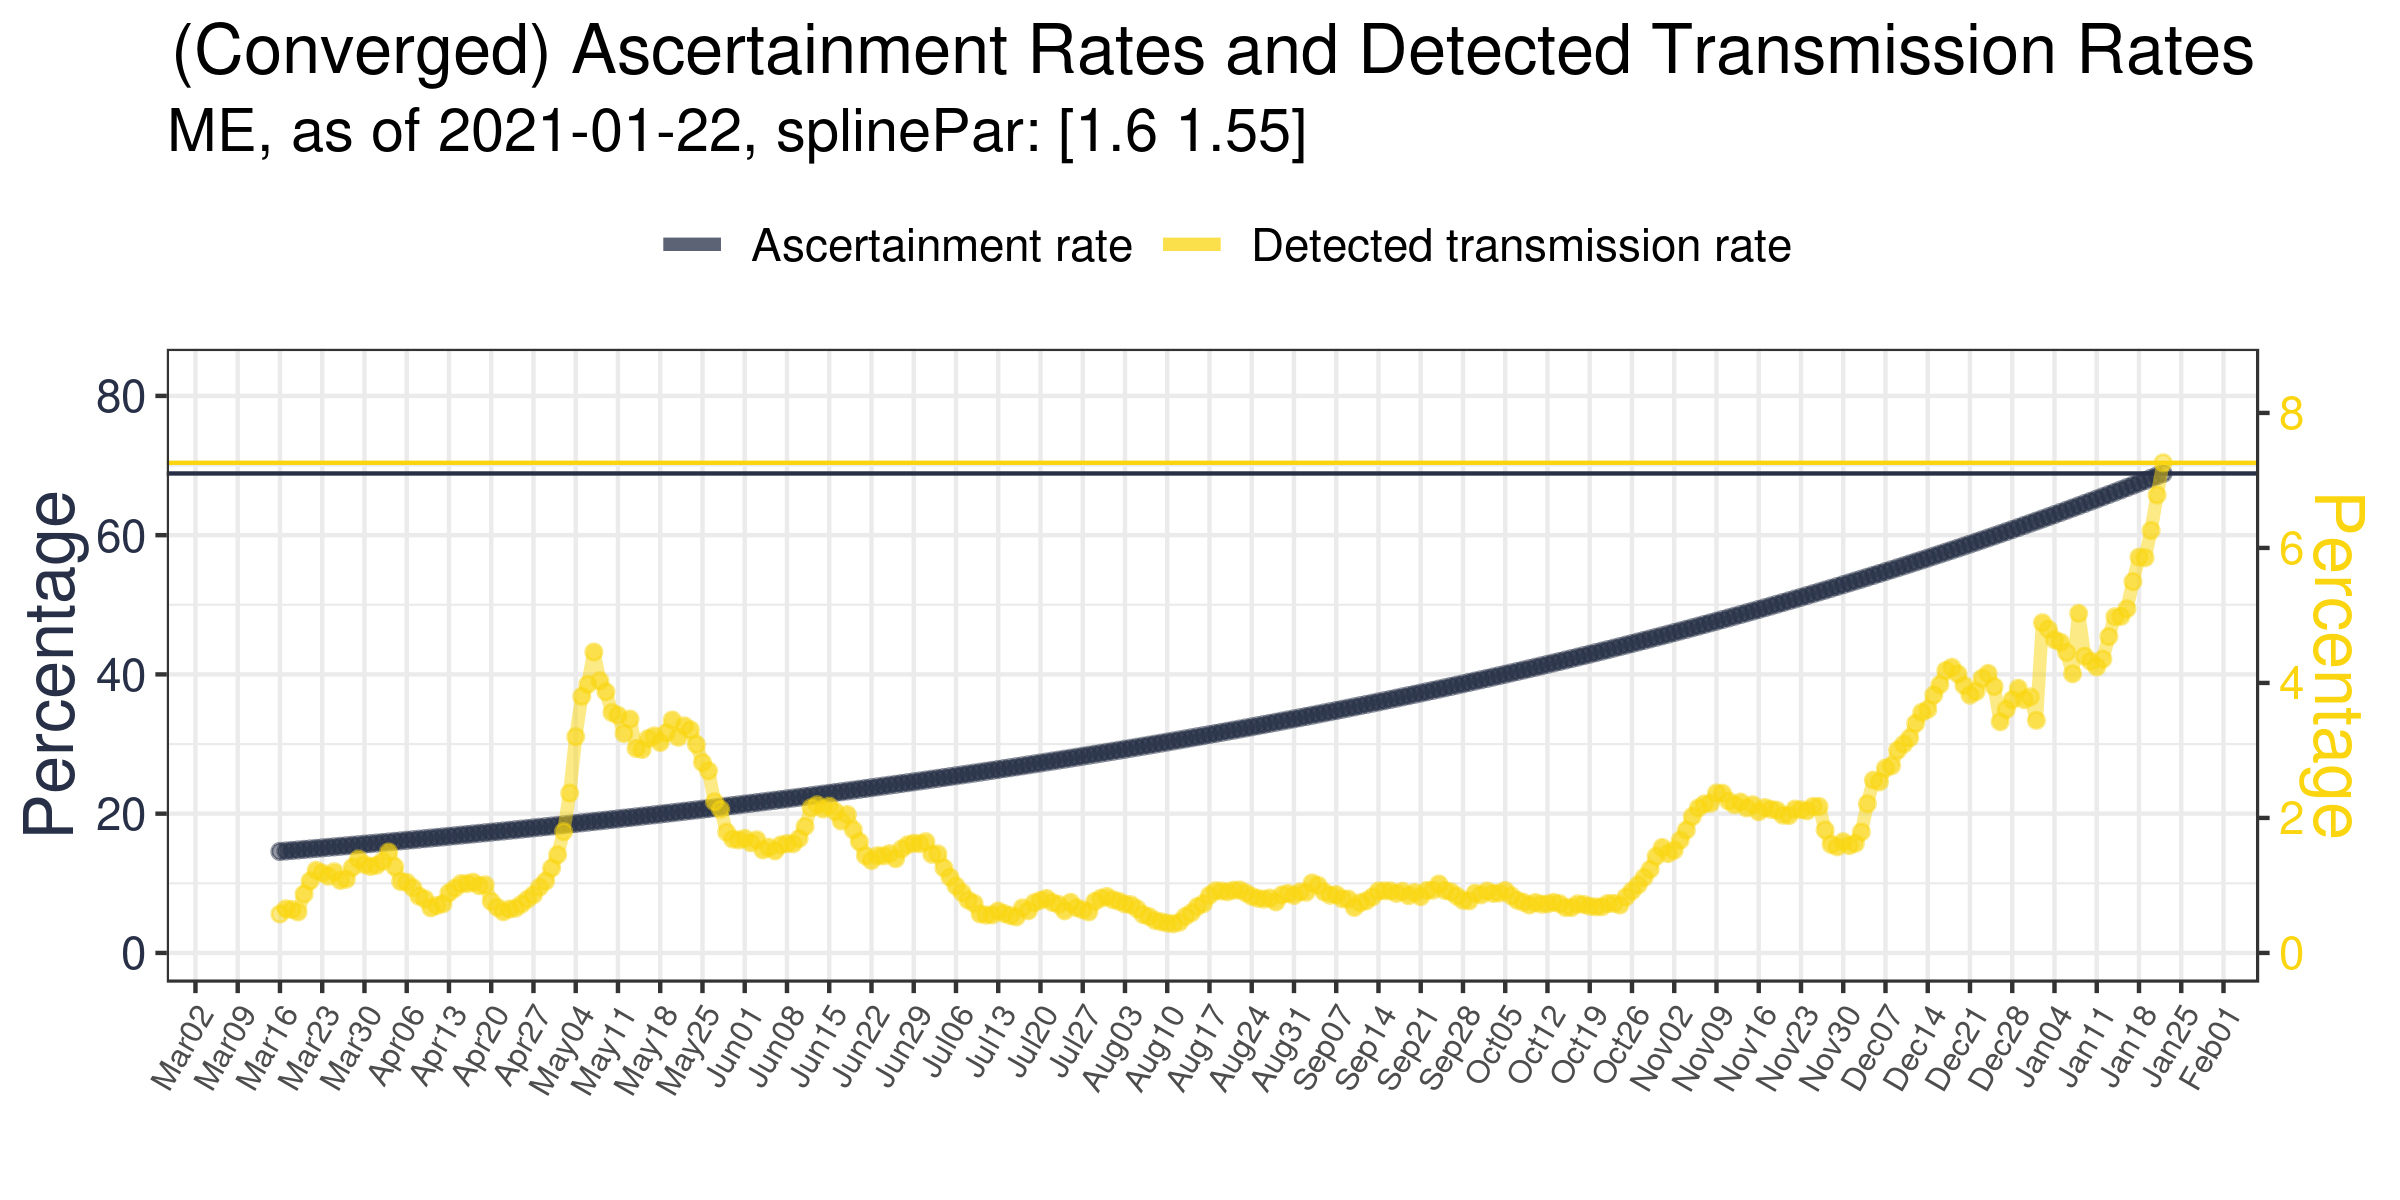 (Converged) Ascertainment Rates and Detected Transmission Rates
ME, as of 2021-01-22, splinePar: [1.6 1.55]
Ascertainment rate
Detected transmission rate
Percentage
80
60
40
20
0
8
6
4
2
0
Percentage
Mar02
Mar09
Mar16
Mar23
Mar30
Apr06
Apr13
Apr20
Apr27
May04
May11
May18
May25
Jun01
Jun08
Jun15
Jun22
Jun29
Jul06
Jul13
Jul20
Jul27
Aug03
Aug10
Aug17
Aug24
Aug31
Sep07
Sep14
Sep21
Sep28
Oct05
Oct12
Oct19
Oct26
Nov02
Nov09
Nov16
Nov23
Nov30
Dec07
Dec14
Dec21
Dec28
Jan04
Jan11
Jan18
Jan25
Feb01